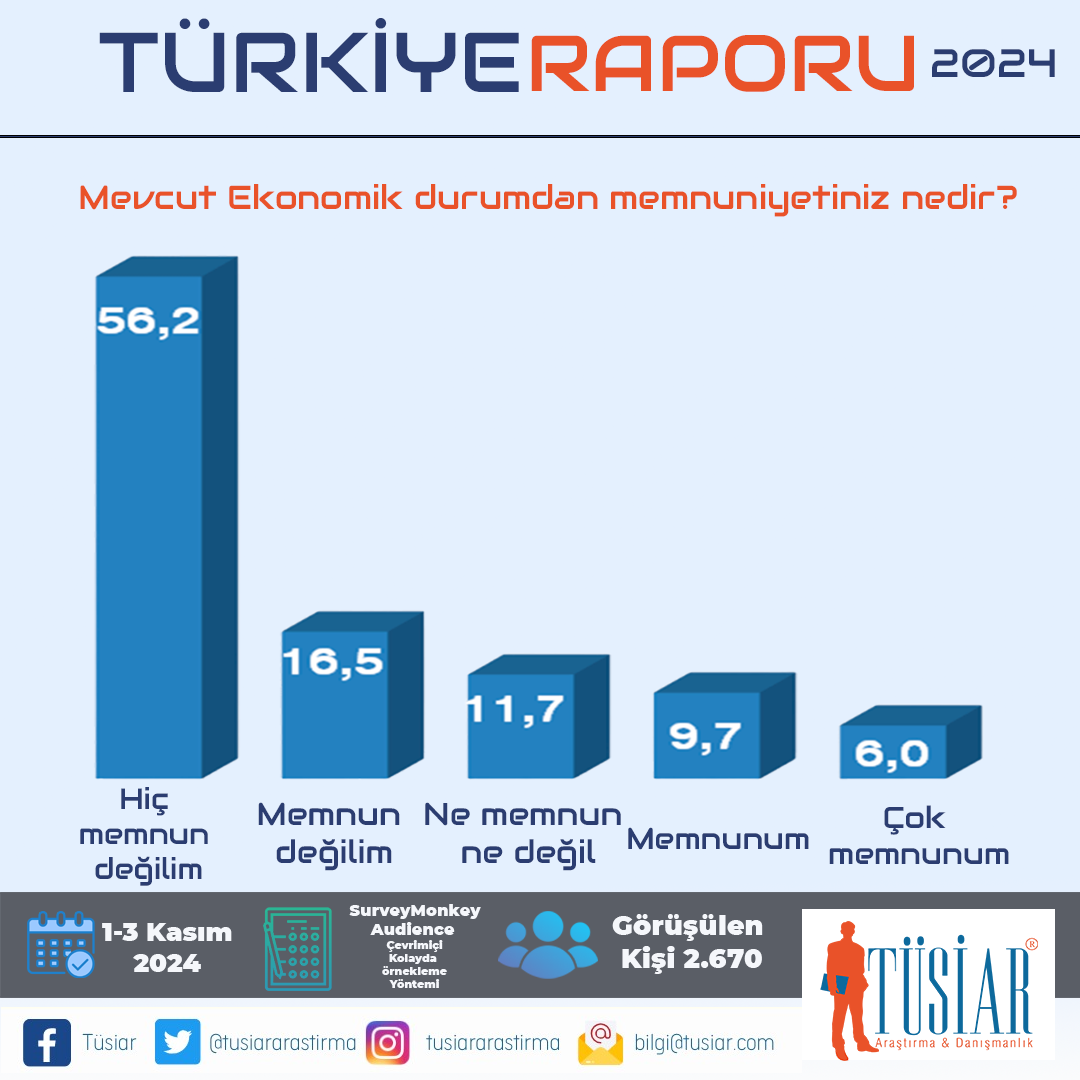 TÜRKİYERAPORU 2024
Mevcut Ekonomik durumdan memnuniyetiniz nedir?
56,2
16,5
11,7
9,7
6,0
Hiç
memnun
değilim
Memnun
değilim
Ne memnun
ne değil
Memnunum
Çok
memnunum
1-3 Kasım
2024
SurveyMonkey
Audience
Çevrimiçi
Kolayda
örnekleme
Yöntemi
Görüşülen
Kişi 2.670
TÜSİAR®
Araştırma & Danışmanlık
Tüsiar
@tusiararastirma
tusiararastirma
bilgi@tusiar.com